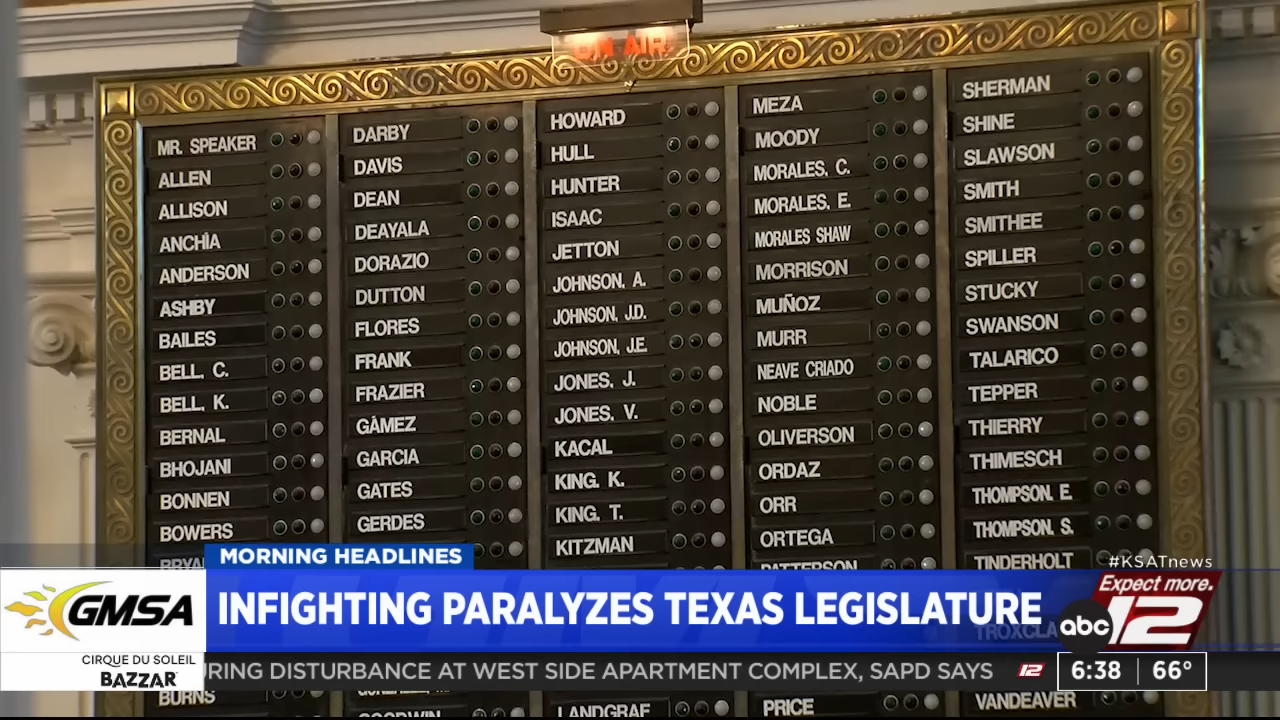 ON AIR
MR. SPEAKER
ALLEN
ALLISON
ANCHÌA
ANDERSON
ASHBY
BAILES
BELL, C.
BELL, K.
BERNAL
BHOJANI
BONNEN
BOWERS
BURNS
DARBY
DAVIS
DEAN
DEAYALA
DORAZIO
DUTTON
FLORES
FRANK
FRAZIER
GÀMEZ
GARCIA
GATES
GERDES
GOODWIN
HOWARD
HULL
HUNTER
ISAAC
JETTON
JOHNSON, A.
JOHNSON, J.D.
JOHNSON, J.E.
JONES, J.
JONES, V.
KACAL
KING, K.
KING, T.
KITZMAN
LANDGRAF
MEZA
MOODY
MORALES, C.
MORALES, E.
MORALES SHAW
MORRISON
MUÑOZ
MURR
NEAVE CRIADO
NOBLE
OLIVERSON
ORDAZ
ORR
ORTEGA
PATTERSON
PRICE
SHERMAN
SHINE
SLAWSON
SMITH
SMITHEE
SPILLER
STUCKY
SWANSON
TALARICO
TEPPER
THIERRY
THIMESCH
THOMPSON, E.
THOMPSON, S.
TINDERHOLT
TROXCLA
VANDEAVER
MORNING HEADLINES
#KSATnews
GMSA
INFIGHTING PARALYZES TEXAS LEGISLATURE
Expect more.
abc 12
CIRQUE DU SOLEIL
BAZZAR
URING DISTURBANCE AT WEST SIDE APARTMENT COMPLEX, SAPD SAYS
12
6:38
66°